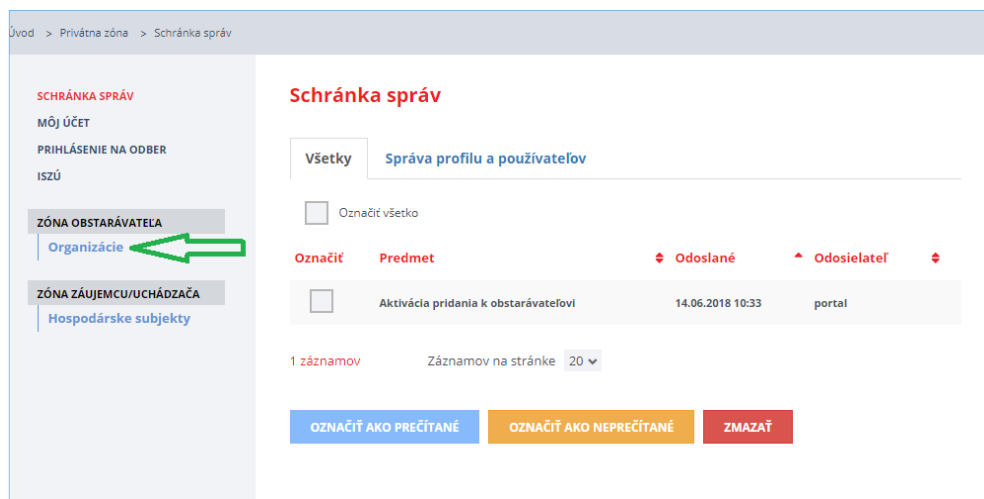 Úvod > Privátna zóna > Schránka správ
SCHRÁNKA SPRÁV
MÔJ ÚČET
PRIHLÁSENIE NA ODBER
ISZÚ
ZÓNA OBSTARÁVATEĽA
Organizácie
ZÓNA ZÁUJEMCU/UCHÁDZAČA
Hospodárske subjekty
Schránka správ
Všetky Správa profilu a používateľov
Označiť všetko
Označiť Predmet Odoslané Odosielateľ
Aktivácia pridania k obstarávateľovi 14.06.2018 10:33 portal
1 záznamov Záznamov na stránke 20
OZNAČIŤ AKO PREČÍTANÉ OZNAČIŤ AKO NEPREČÍTANÉ ZMAZAŤ